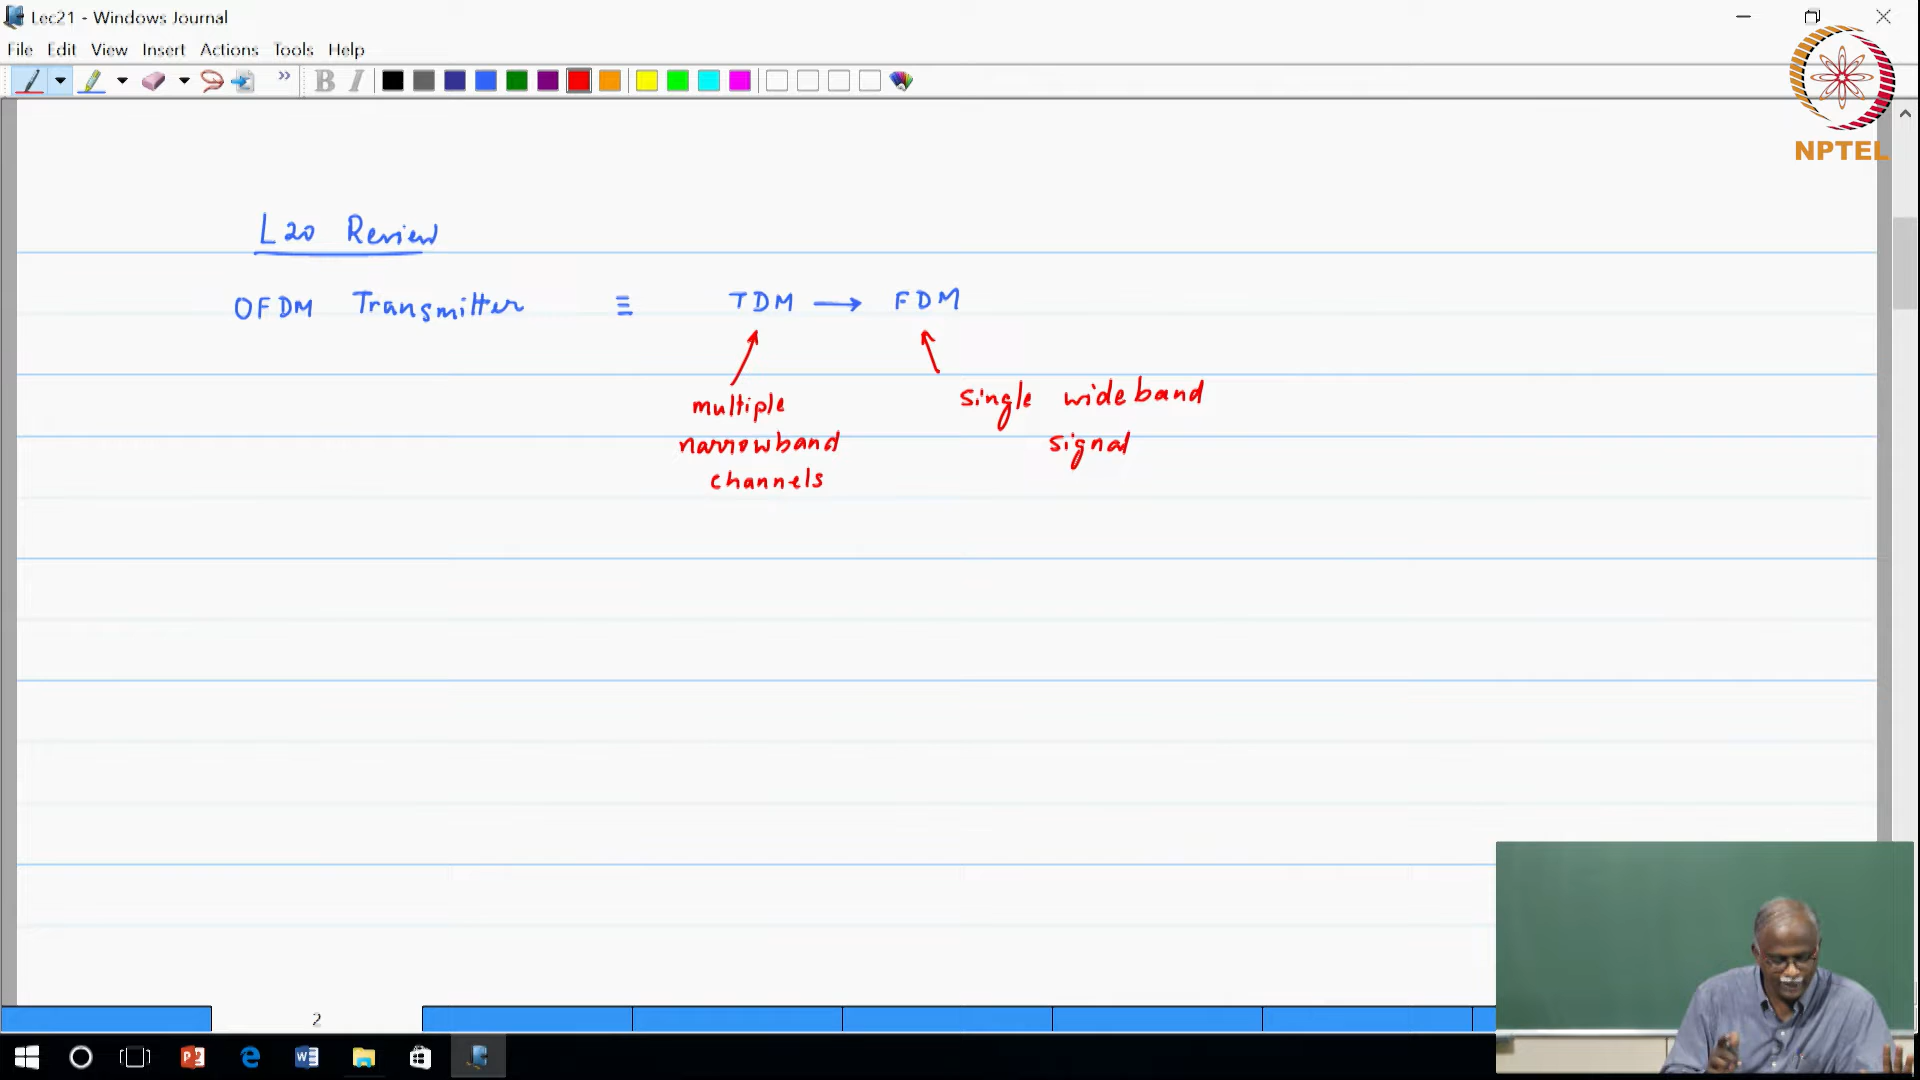 Lec21 - Windows Journal
File Edit View Insert Actions Tools Help
B I
NPTEL
L20 Review
OFDM Transmitter ≡ TDM → FDM
multiple
narrowband
channels
single wideband
signal
2